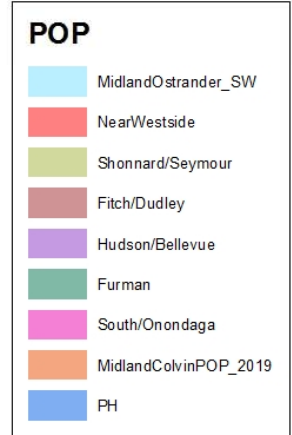 POP
MidlandOstrander_SW
NearWestside
Shonnard/Seymour
Fitch/Dudley
Hudson/Bellevue
Furman
South/Onondaga
MidlandColvinPOP_2019
PH